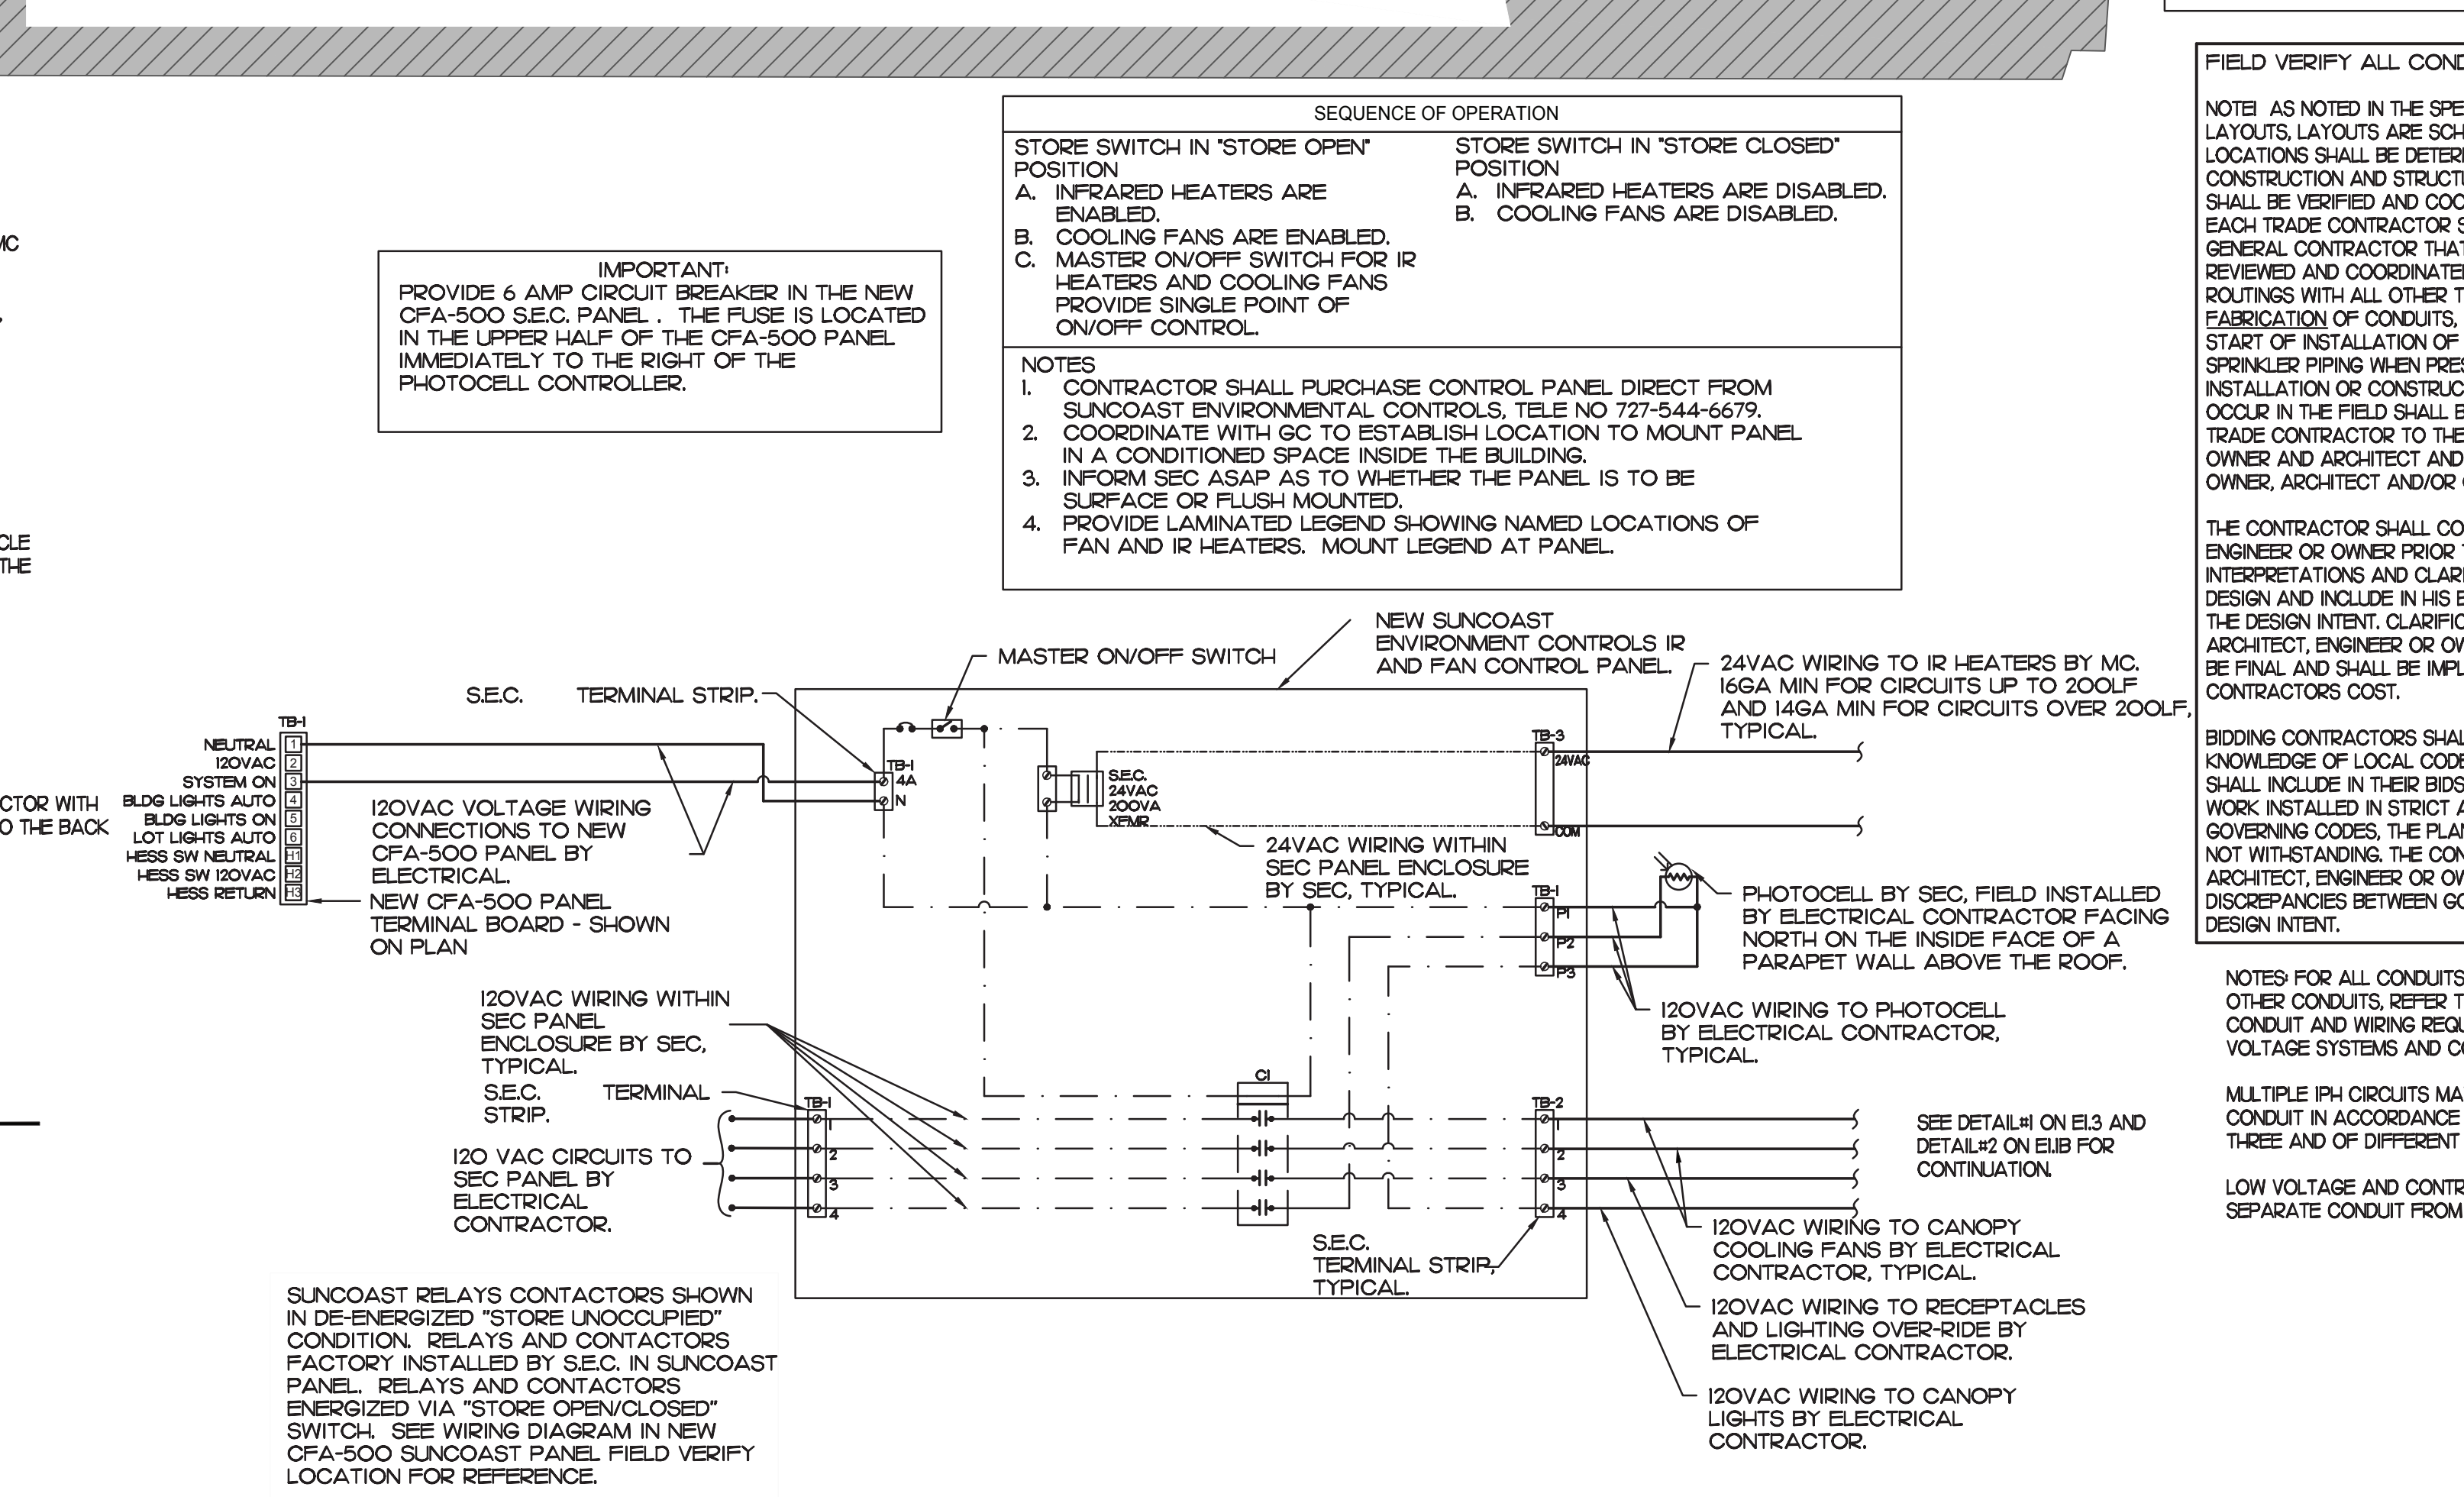 MC
CLE
THE
CTOR WITH
O THE BACK
IMPORTANT:
PROVIDE 6 AMP CIRCUIT BREAKER IN THE NEW
CFA-500 S.E.C. PANEL . THE FUSE IS LOCATED
IN THE UPPER HALF OF THE CFA-500 PANEL
IMMEDIATELY TO THE RIGHT OF THE
PHOTOCELL CONTROLLER.
SEQUENCE OF OPERATION
STORE SWITCH IN "STORE OPEN"
POSITION
A. INFRARED HEATERS ARE
ENABLED.
B. COOLING FANS ARE ENABLED.
C. MASTER ON/OFF SWITCH FOR IR
HEATERS AND COOLING FANS
PROVIDE SINGLE POINT OF
ON/OFF CONTROL.
STORE SWITCH IN "STORE CLOSED"
POSITION
A. INFRARED HEATERS ARE DISABLED.
B. COOLING FANS ARE DISABLED.
NOTES
1. CONTRACTOR SHALL PURCHASE CONTROL PANEL DIRECT FROM
SUNCOAST ENVIRONMENTAL CONTROLS, TELE NO 727-544-6679.
2. COORDINATE WITH GC TO ESTABLISH LOCATION TO MOUNT PANEL
IN A CONDITIONED SPACE INSIDE THE BUILDING.
3. INFORM SEC ASAP AS TO WHETHER THE PANEL IS TO BE
SURFACE OR FLUSH MOUNTED.
4. PROVIDE LAMINATED LEGEND SHOWING NAMED LOCATIONS OF
FAN AND IR HEATERS. MOUNT LEGEND AT PANEL.
NEW SUNCOAST
ENVIRONMENT CONTROLS IR
AND FAN CONTROL PANEL.
MASTER ON/OFF SWITCH
S.E.C. TERMINAL STRIP.
24VAC WIRING TO IR HEATERS BY MC.
16GA MIN FOR CIRCUITS UP TO 200LF
AND 14GA MIN FOR CIRCUITS OVER 200LF,
TYPICAL.
TB-1
NEUTRAL 1
120VAC 2
SYSTEM ON 3
BLDG LIGHTS AUTO 4
BLDG LIGHTS ON 5
LOT LIGHTS AUTO 6
HESS SW NEUTRAL H1
HESS SW 120VAC H2
HESS RETURN H3
120VAC VOLTAGE WIRING
CONNECTIONS TO NEW
CFA-500 PANEL BY
ELECTRICAL.
NEW CFA-500 PANEL
TERMINAL BOARD - SHOWN
ON PLAN
TB-1
4A
N
S.E.C.
24VAC
200VA
XFMR
TB-3
24VAC
COM
24VAC WIRING WITHIN
SEC PANEL ENCLOSURE
BY SEC, TYPICAL.
TB-1
P1
P2
P3
PHOTOCELL BY SEC, FIELD INSTALLED
BY ELECTRICAL CONTRACTOR FACING
NORTH ON THE INSIDE FACE OF A
PARAPET WALL ABOVE THE ROOF.
120VAC WIRING TO PHOTOCELL
BY ELECTRICAL CONTRACTOR,
TYPICAL.
120VAC WIRING WITHIN
SEC PANEL
ENCLOSURE BY SEC,
TYPICAL.
S.E.C. TERMINAL
STRIP.
120 VAC CIRCUITS TO
SEC PANEL BY
ELECTRICAL
CONTRACTOR.
TB-1
1
2
3
4
C1
TB-2
1
2
3
4
S.E.C.
TERMINAL STRIP,
TYPICAL.
SEE DETAIL#1 ON E1.3 AND
DETAIL#2 ON E1.1B FOR
CONTINUATION.
120VAC WIRING TO CANOPY
COOLING FANS BY ELECTRICAL
CONTRACTOR, TYPICAL.
120VAC WIRING TO RECEPTACLES
AND LIGHTING OVER-RIDE BY
ELECTRICAL CONTRACTOR.
120VAC WIRING TO CANOPY
LIGHTS BY ELECTRICAL
CONTRACTOR.
SUNCOAST RELAYS CONTACTORS SHOWN
IN DE-ENERGIZED "STORE UNOCCUPIED"
CONDITION. RELAYS AND CONTACTORS
FACTORY INSTALLED BY S.E.C. IN SUNCOAST
PANEL. RELAYS AND CONTACTORS
ENERGIZED VIA "STORE OPEN/CLOSED"
SWITCH. SEE WIRING DIAGRAM IN NEW
CFA-500 SUNCOAST PANEL FIELD VERIFY
LOCATION FOR REFERENCE.
FIELD VERIFY ALL COND
NOTE! AS NOTED IN THE SPE
LAYOUTS, LAYOUTS ARE SCH
LOCATIONS SHALL BE DETER
CONSTRUCTION AND STRUCTU
SHALL BE VERIFIED AND COO
EACH TRADE CONTRACTOR S
GENERAL CONTRACTOR THAT
REVIEWED AND COORDINATE
ROUTINGS WITH ALL OTHER T
FABRICATION OF CONDUITS,
START OF INSTALLATION OF
SPRINKLER PIPING WHEN PRES
INSTALLATION OR CONSTRUC
OCCUR IN THE FIELD SHALL B
TRADE CONTRACTOR TO THE
OWNER AND ARCHITECT AND
OWNER, ARCHITECT AND/OR
THE CONTRACTOR SHALL CO
ENGINEER OR OWNER PRIOR
INTERPRETATIONS AND CLARI
DESIGN AND INCLUDE IN HIS B
THE DESIGN INTENT. CLARIFIC
ARCHITECT, ENGINEER OR OW
BE FINAL AND SHALL BE IMPL
CONTRACTORS COST.
BIDDING CONTRACTORS SHAL
KNOWLEDGE OF LOCAL CODE
SHALL INCLUDE IN THEIR BIDS
WORK INSTALLED IN STRICT A
GOVERNING CODES, THE PLAN
NOT WITHSTANDING. THE CON
ARCHITECT, ENGINEER OR OW
DISCREPANCIES BETWEEN GO
DESIGN INTENT.
NOTES: FOR ALL CONDUITS
OTHER CONDUITS, REFER T
CONDUIT AND WIRING REQU
VOLTAGE SYSTEMS AND CO
MULTIPLE IPH CIRCUITS MA
CONDUIT IN ACCORDANCE
THREE AND OF DIFFERENT
LOW VOLTAGE AND CONTR
SEPARATE CONDUIT FROM